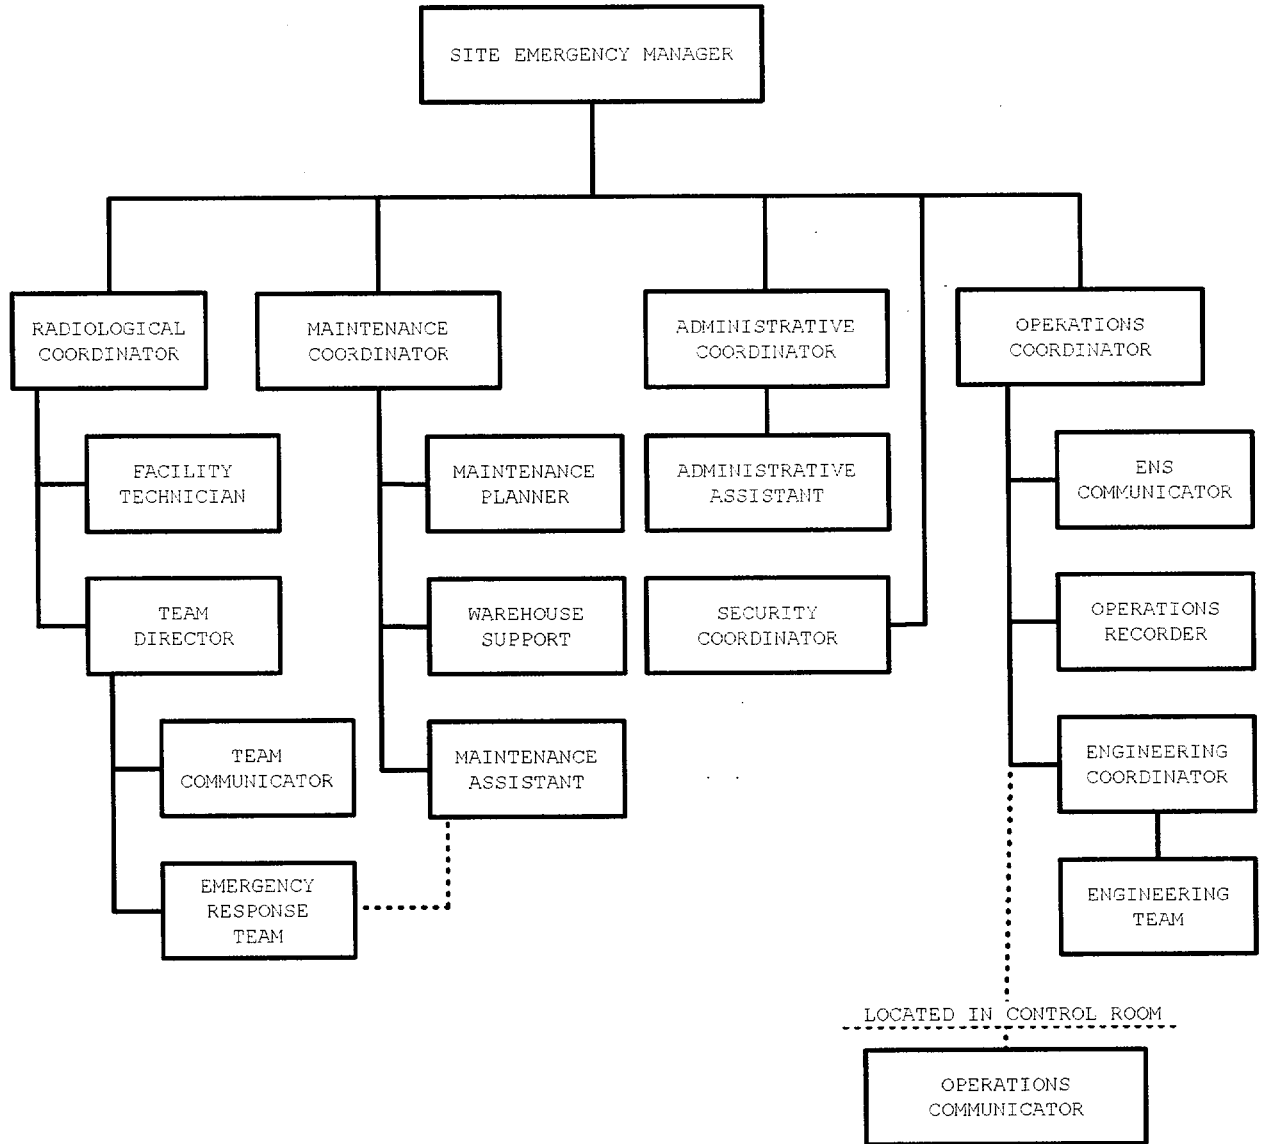 SITE EMERGENCY MANAGER
RADIOLOGICAL
COORDINATOR
MAINTENANCE
COORDINATOR
ADMINISTRATIVE
COORDINATOR
OPERATIONS
COORDINATOR
FACILITY
TECHNICIAN
MAINTENANCE
PLANNER
ADMINISTRATIVE
ASSISTANT
ENS
COMMUNICATOR
TEAM
DIRECTOR
WAREHOUSE
SUPPORT
SECURITY
COORDINATOR
OPERATIONS
RECORDER
TEAM
COMMUNICATOR
MAINTENANCE
ASSISTANT
ENGINEERING
COORDINATOR
EMERGENCY
RESPONSE
TEAM
ENGINEERING
TEAM
LOCATED IN CONTROL ROOM
OPERATIONS
COMMUNICATOR